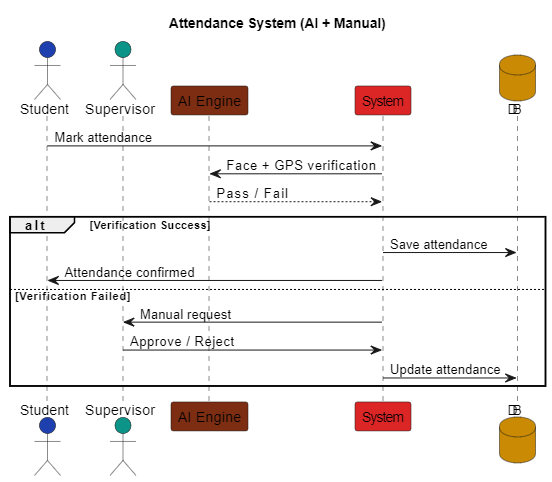 Attendance System (AI + Manual)
Student Supervisor AI Engine System DB
Mark attendance
Face + GPS verification
Pass / Fail
alt [Verification Success]
Save attendance
Attendance confirmed
[Verification Failed]
Manual request
Approve / Reject
Update attendance
Student Supervisor AI Engine System DB